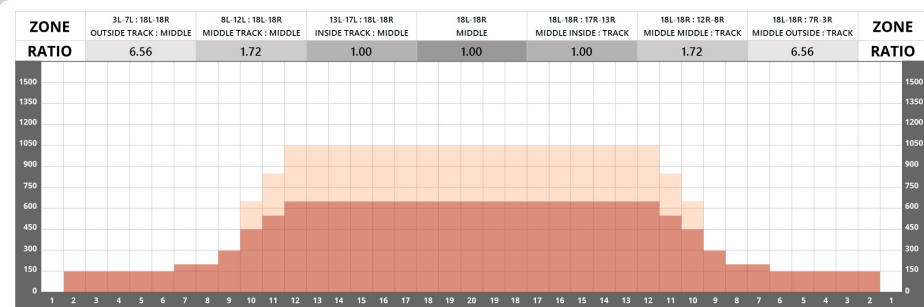 ZONE
3L-7L : 18L-18R
OUTSIDE TRACK : MIDDLE
8L-12L : 18L-18R
MIDDLE TRACK : MIDDLE
13L-17L : 18L-18R
INSIDE TRACK : MIDDLE
18L-18R
MIDDLE
18L-18R : 17R-13R
MIDDLE INSIDE : TRACK
18L-18R : 12R-8R
MIDDLE MIDDLE : TRACK
18L-18R : 7R-3R
MIDDLE OUTSIDE : TRACK
ZONE
RATIO 6.56 1.72 1.00 1.00 1.00 1.72 6.56 RATIO
1500 1500
1350 1350
1200 1200
1050 1050
900 900
750 750
600 600
450 450
300 300
150 150
0 0
1 2 3 4 5 6 7 8 9 10 11 12 13 14 15 16 17 18 19 20 19 18 17 16 15 14 13 12 11 10 9 8 7 6 5 4 3 2 1